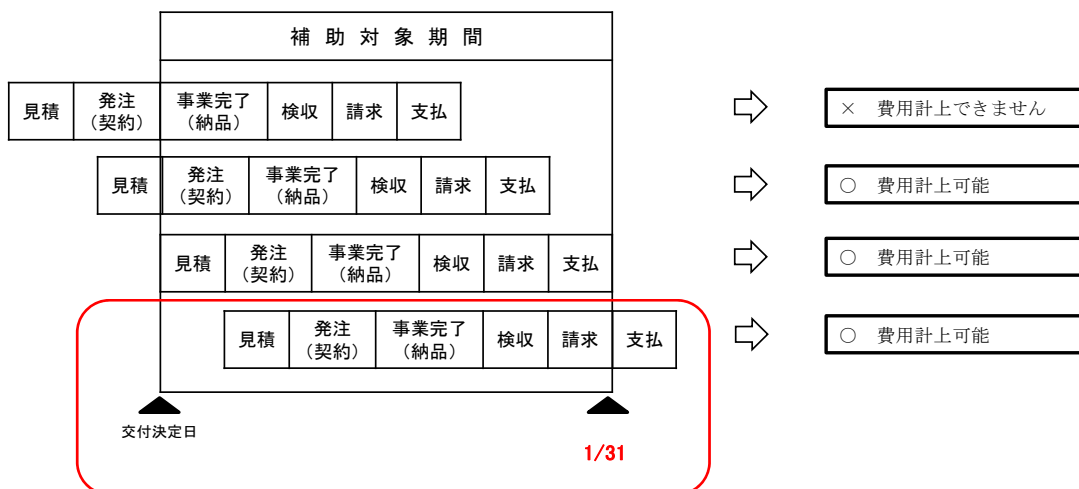 補助対象期間
見積 発注（契約） 事業完了（納品） 検収 請求 支払
× 費用計上できません
見積 発注（契約） 事業完了（納品） 検収 請求 支払
○ 費用計上可能
見積 発注（契約） 事業完了（納品） 検収 請求 支払
○ 費用計上可能
見積 発注（契約） 事業完了（納品） 検収 請求 支払
○ 費用計上可能
交付決定日
1/31